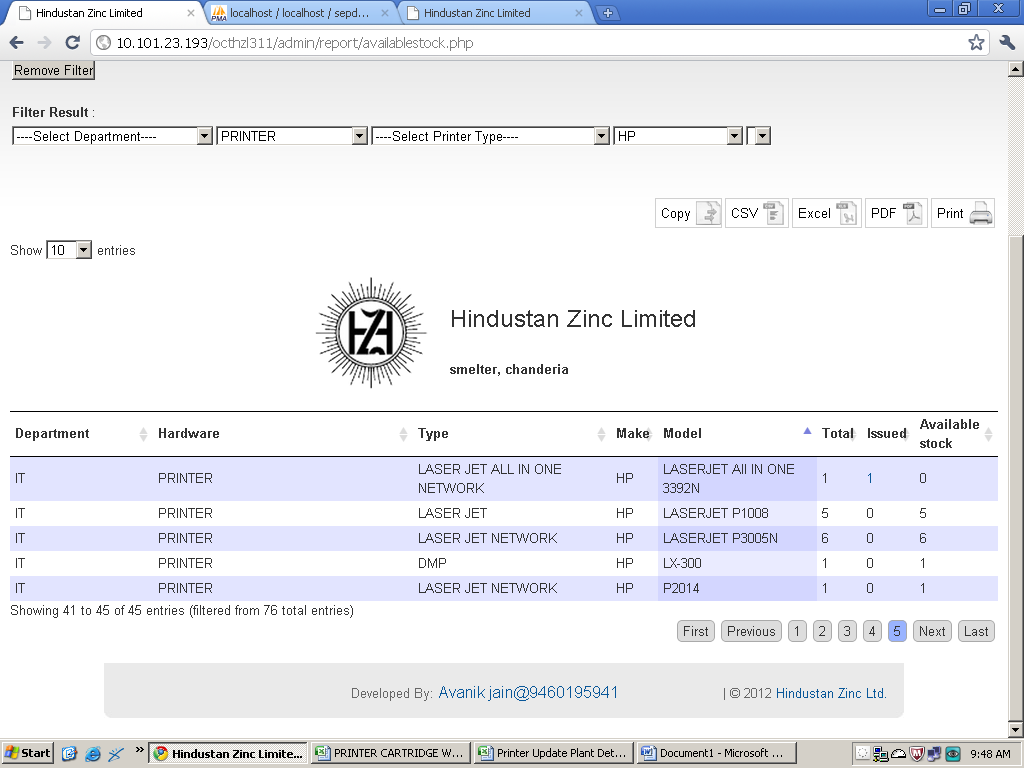 Hindustan Zinc Limited
localhost / localhost / sepd...
Hindustan Zinc Limited
10.101.23.193/octhzl311/admin/report/availablestock.php
Remove Filter
Filter Result :
----Select Department---- PRINTER ----Select Printer Type---- HP
Copy CSV Excel PDF Print
Show 10 entries
HZL
Hindustan Zinc Limited
smelter, chanderia
Department Hardware Type Make Model Total Issued Available stock
IT PRINTER LASER JET ALL IN ONE NETWORK HP LASERJET All IN ONE 3392N 1 1 0
IT PRINTER LASER JET HP LASERJET P1008 5 0 5
IT PRINTER LASER JET NETWORK HP LASERJET P3005N 6 0 6
IT PRINTER DMP HP LX-300 1 0 1
IT PRINTER LASER JET NETWORK HP P2014 1 0 1
Showing 41 to 45 of 45 entries (filtered from 76 total entries)
First Previous 1 2 3 4 5 Next Last
Developed By: Avanik jain@9460195941 | © 2012 Hindustan Zinc Ltd.
Start » Hindustan Zinc Limite... PRINTER CARTRIDGE W... Printer Update Plant Det... Document1 - Microsoft ... 9:48 AM